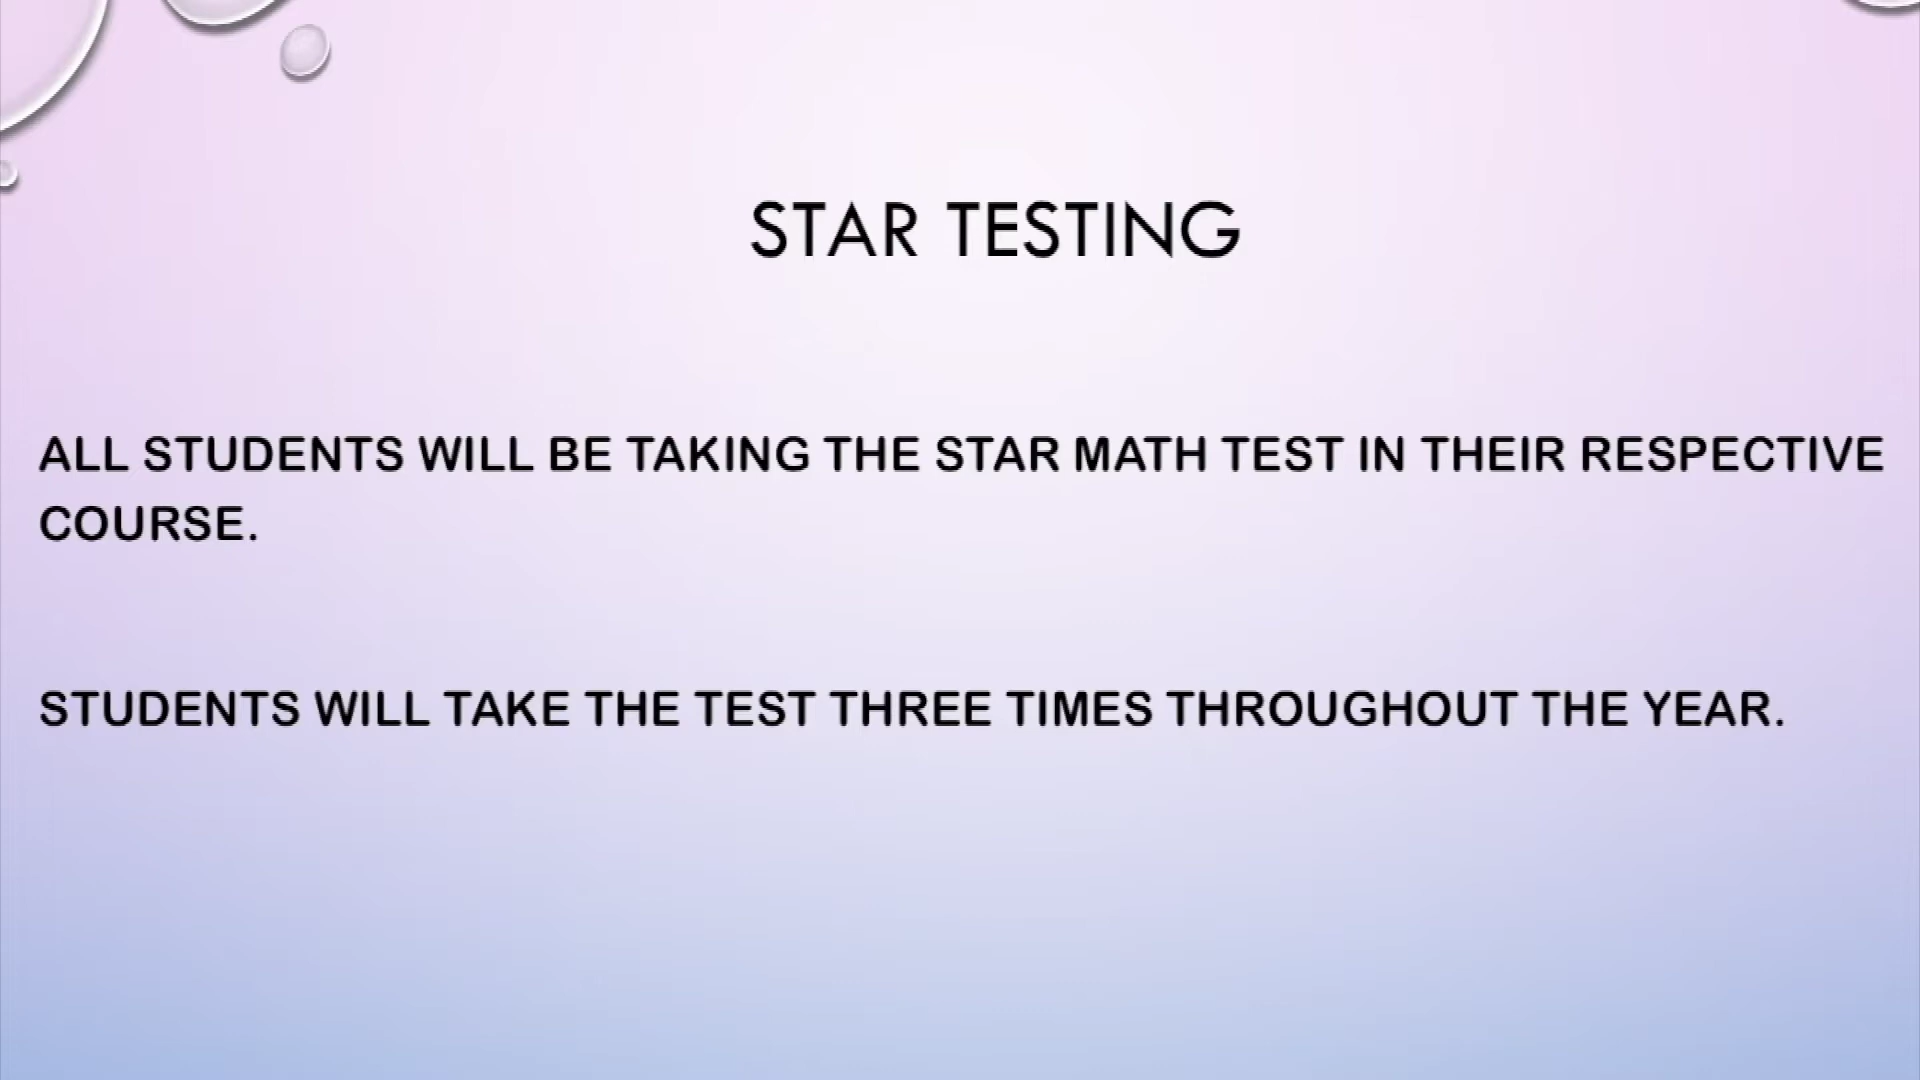 STAR TESTING
ALL STUDENTS WILL BE TAKING THE STAR MATH TEST IN THEIR RESPECTIVE
COURSE.
STUDENTS WILL TAKE THE TEST THREE TIMES THROUGHOUT THE YEAR.